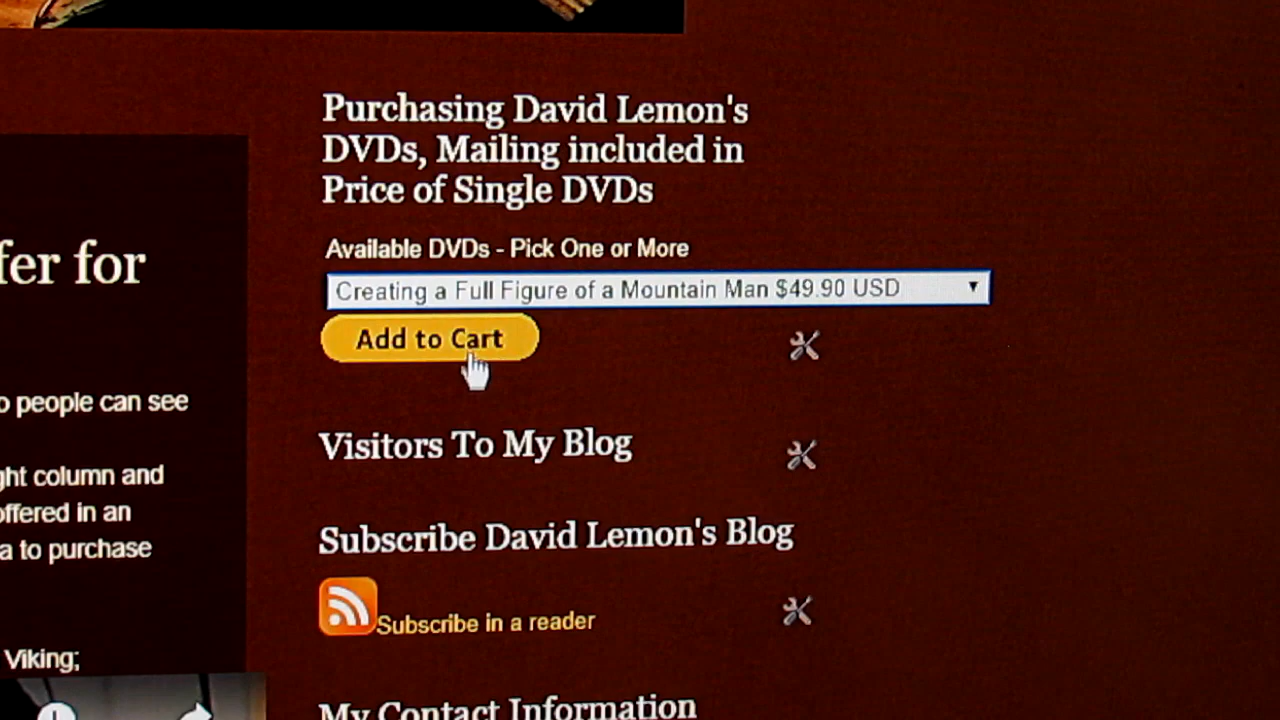 Purchasing David Lemon's
DVDs, Mailing included in
Price of Single DVDs
Available DVDs - Pick One or More
Creating a Full Figure of a Mountain Man $49.90 USD
Add to Cart
Visitors To My Blog
Subscribe David Lemon's Blog
Subscribe in a reader
My Contact Information
fer for
o people can see
ght column and
offered in an
a to purchase
Viking;